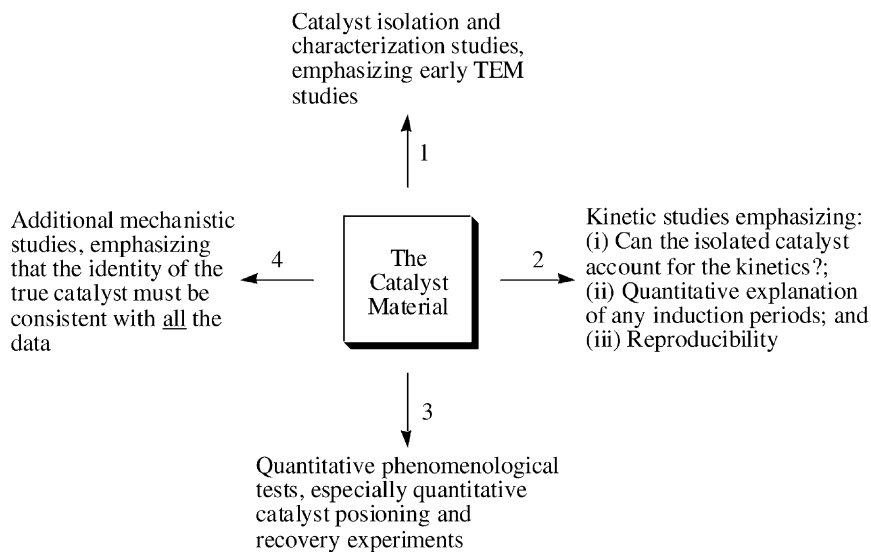 Catalyst isolation and
characterization studies,
emphasizing early TEM
studies
1
Additional mechanistic
studies, emphasizing
that the identity of the
true catalyst must be
consistent with all the
data
4
The
Catalyst
Material
2
Kinetic studies emphasizing:
(i) Can the isolated catalyst
account for the kinetics?;
(ii) Quantitative explanation
of any induction periods; and
(iii) Reproducibility
3
Quantitative phenomenological
tests, especially quantitative
catalyst posioning and
recovery experiments